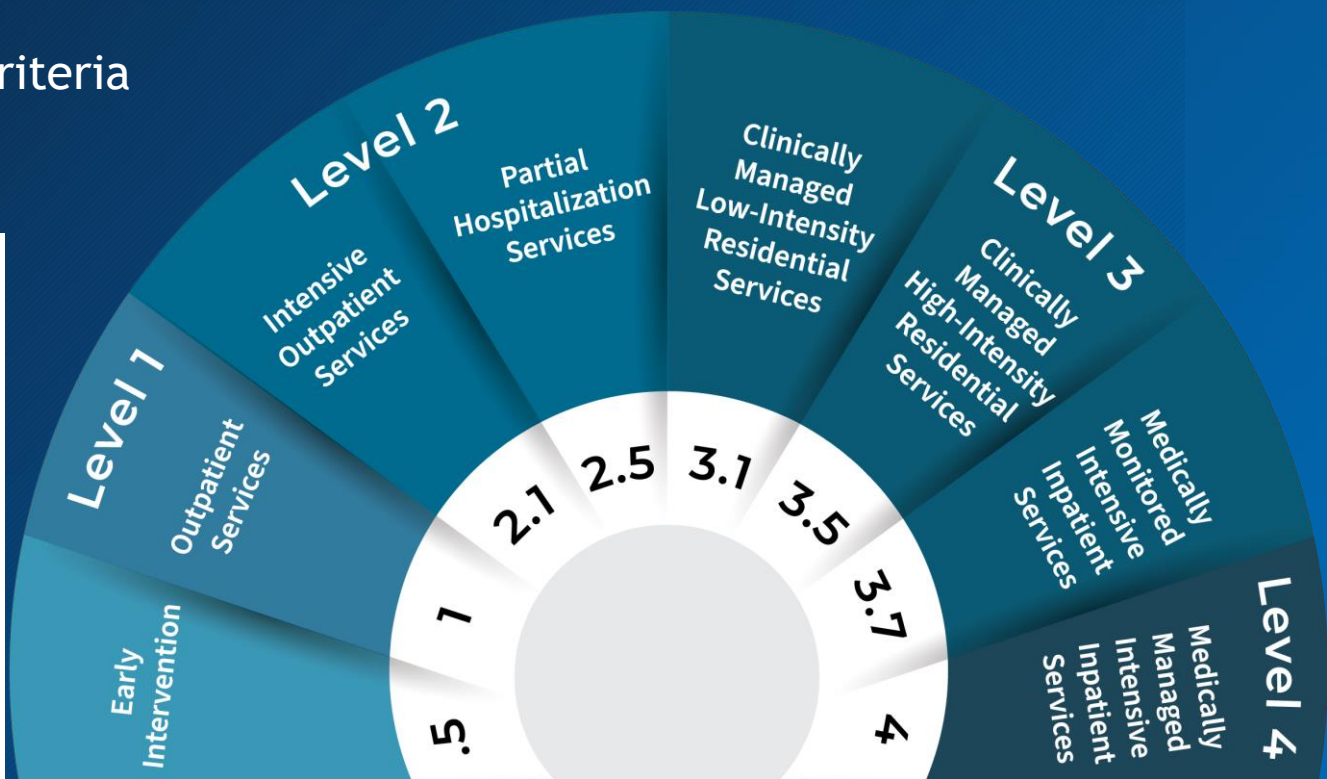 riteria
Level 1
Level 2
Level 3
Level 4
Early
Intervention
Outpatient
Services
Intensive
Outpatient
Services
Partial
Hospitalization
Services
Clinically
Managed
Low-Intensity
Residential
Services
Clinically
Managed
High-Intensity
Residential
Services
Medically
Monitored
Intensive
Inpatient
Services
Medically
Managed
Intensive
Inpatient
Services
.5
1
2.1
2.5
3.1
3.5
3.7
4